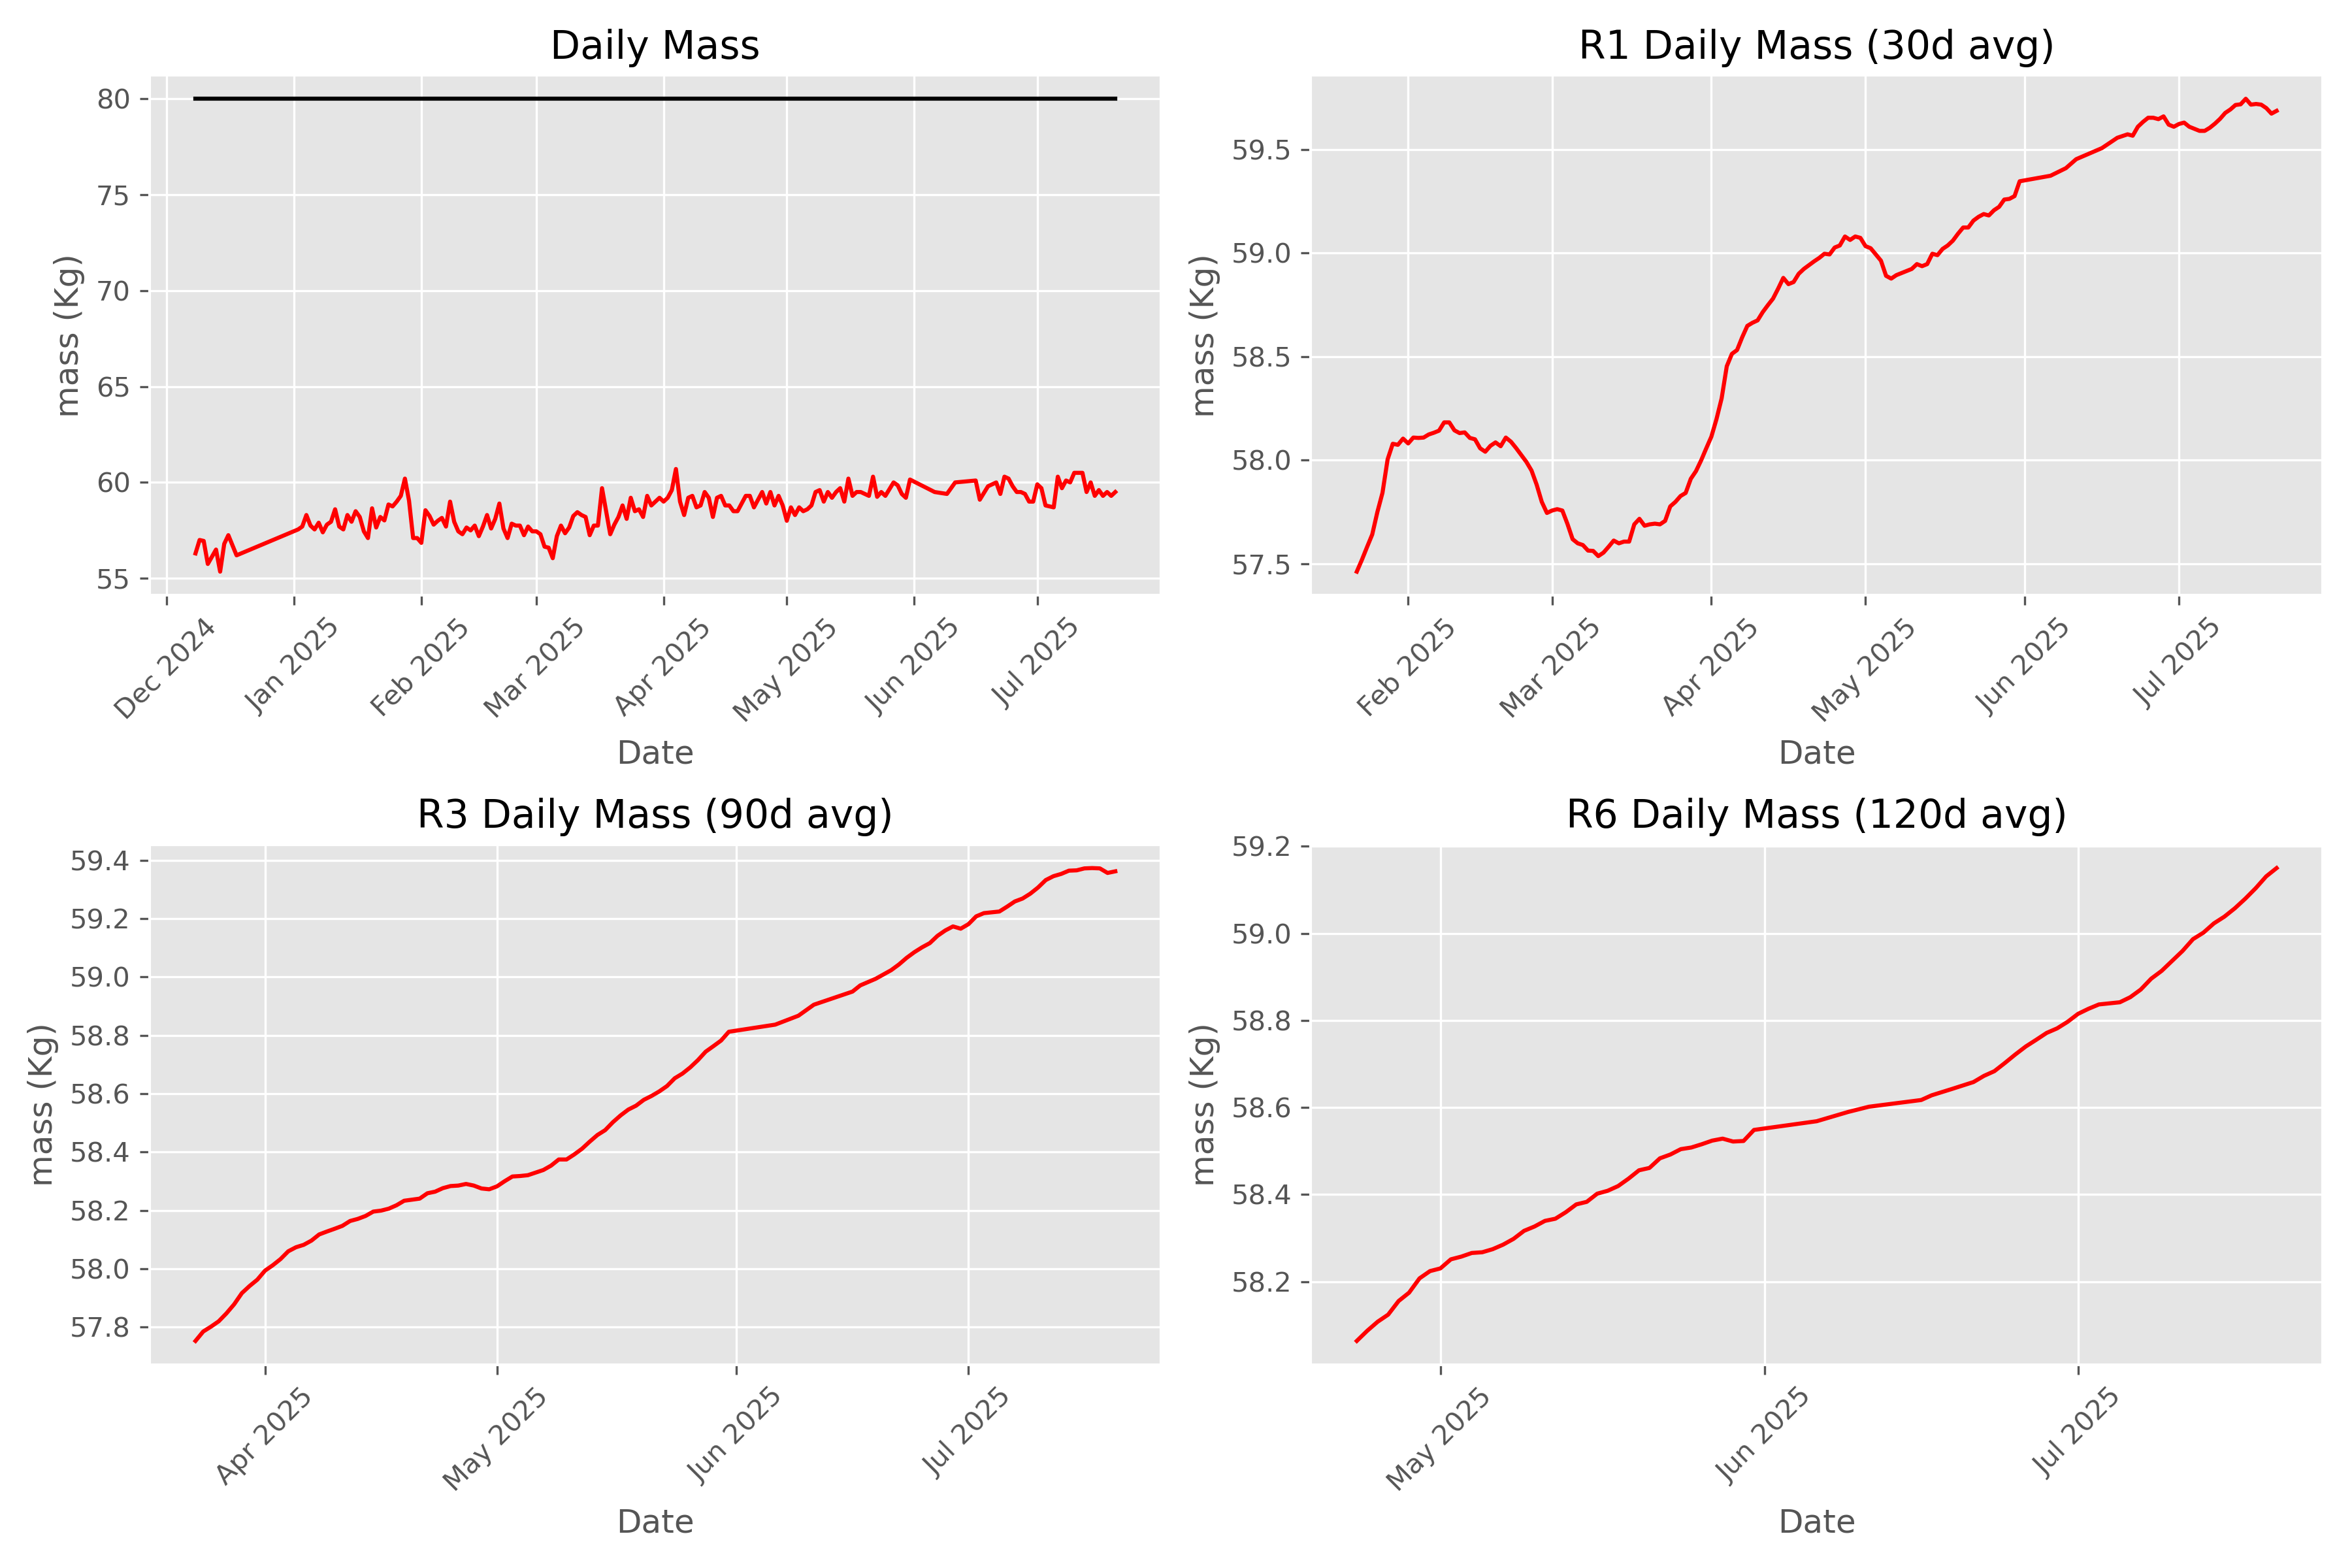 Daily Mass
mass (Kg)
80
75
70
65
60
55
Dec 2024
Jan 2025
Feb 2025
Mar 2025
Apr 2025
May 2025
Jun 2025
Jul 2025
Date
R1 Daily Mass (30d avg)
mass (Kg)
59.5
59.0
58.5
58.0
57.5
Feb 2025
Mar 2025
Apr 2025
May 2025
Jun 2025
Jul 2025
Date
R3 Daily Mass (90d avg)
mass (Kg)
59.4
59.2
59.0
58.8
58.6
58.4
58.2
58.0
57.8
Apr 2025
May 2025
Jun 2025
Jul 2025
Date
R6 Daily Mass (120d avg)
mass (Kg)
59.2
59.0
58.8
58.6
58.4
58.2
May 2025
Jun 2025
Jul 2025
Date